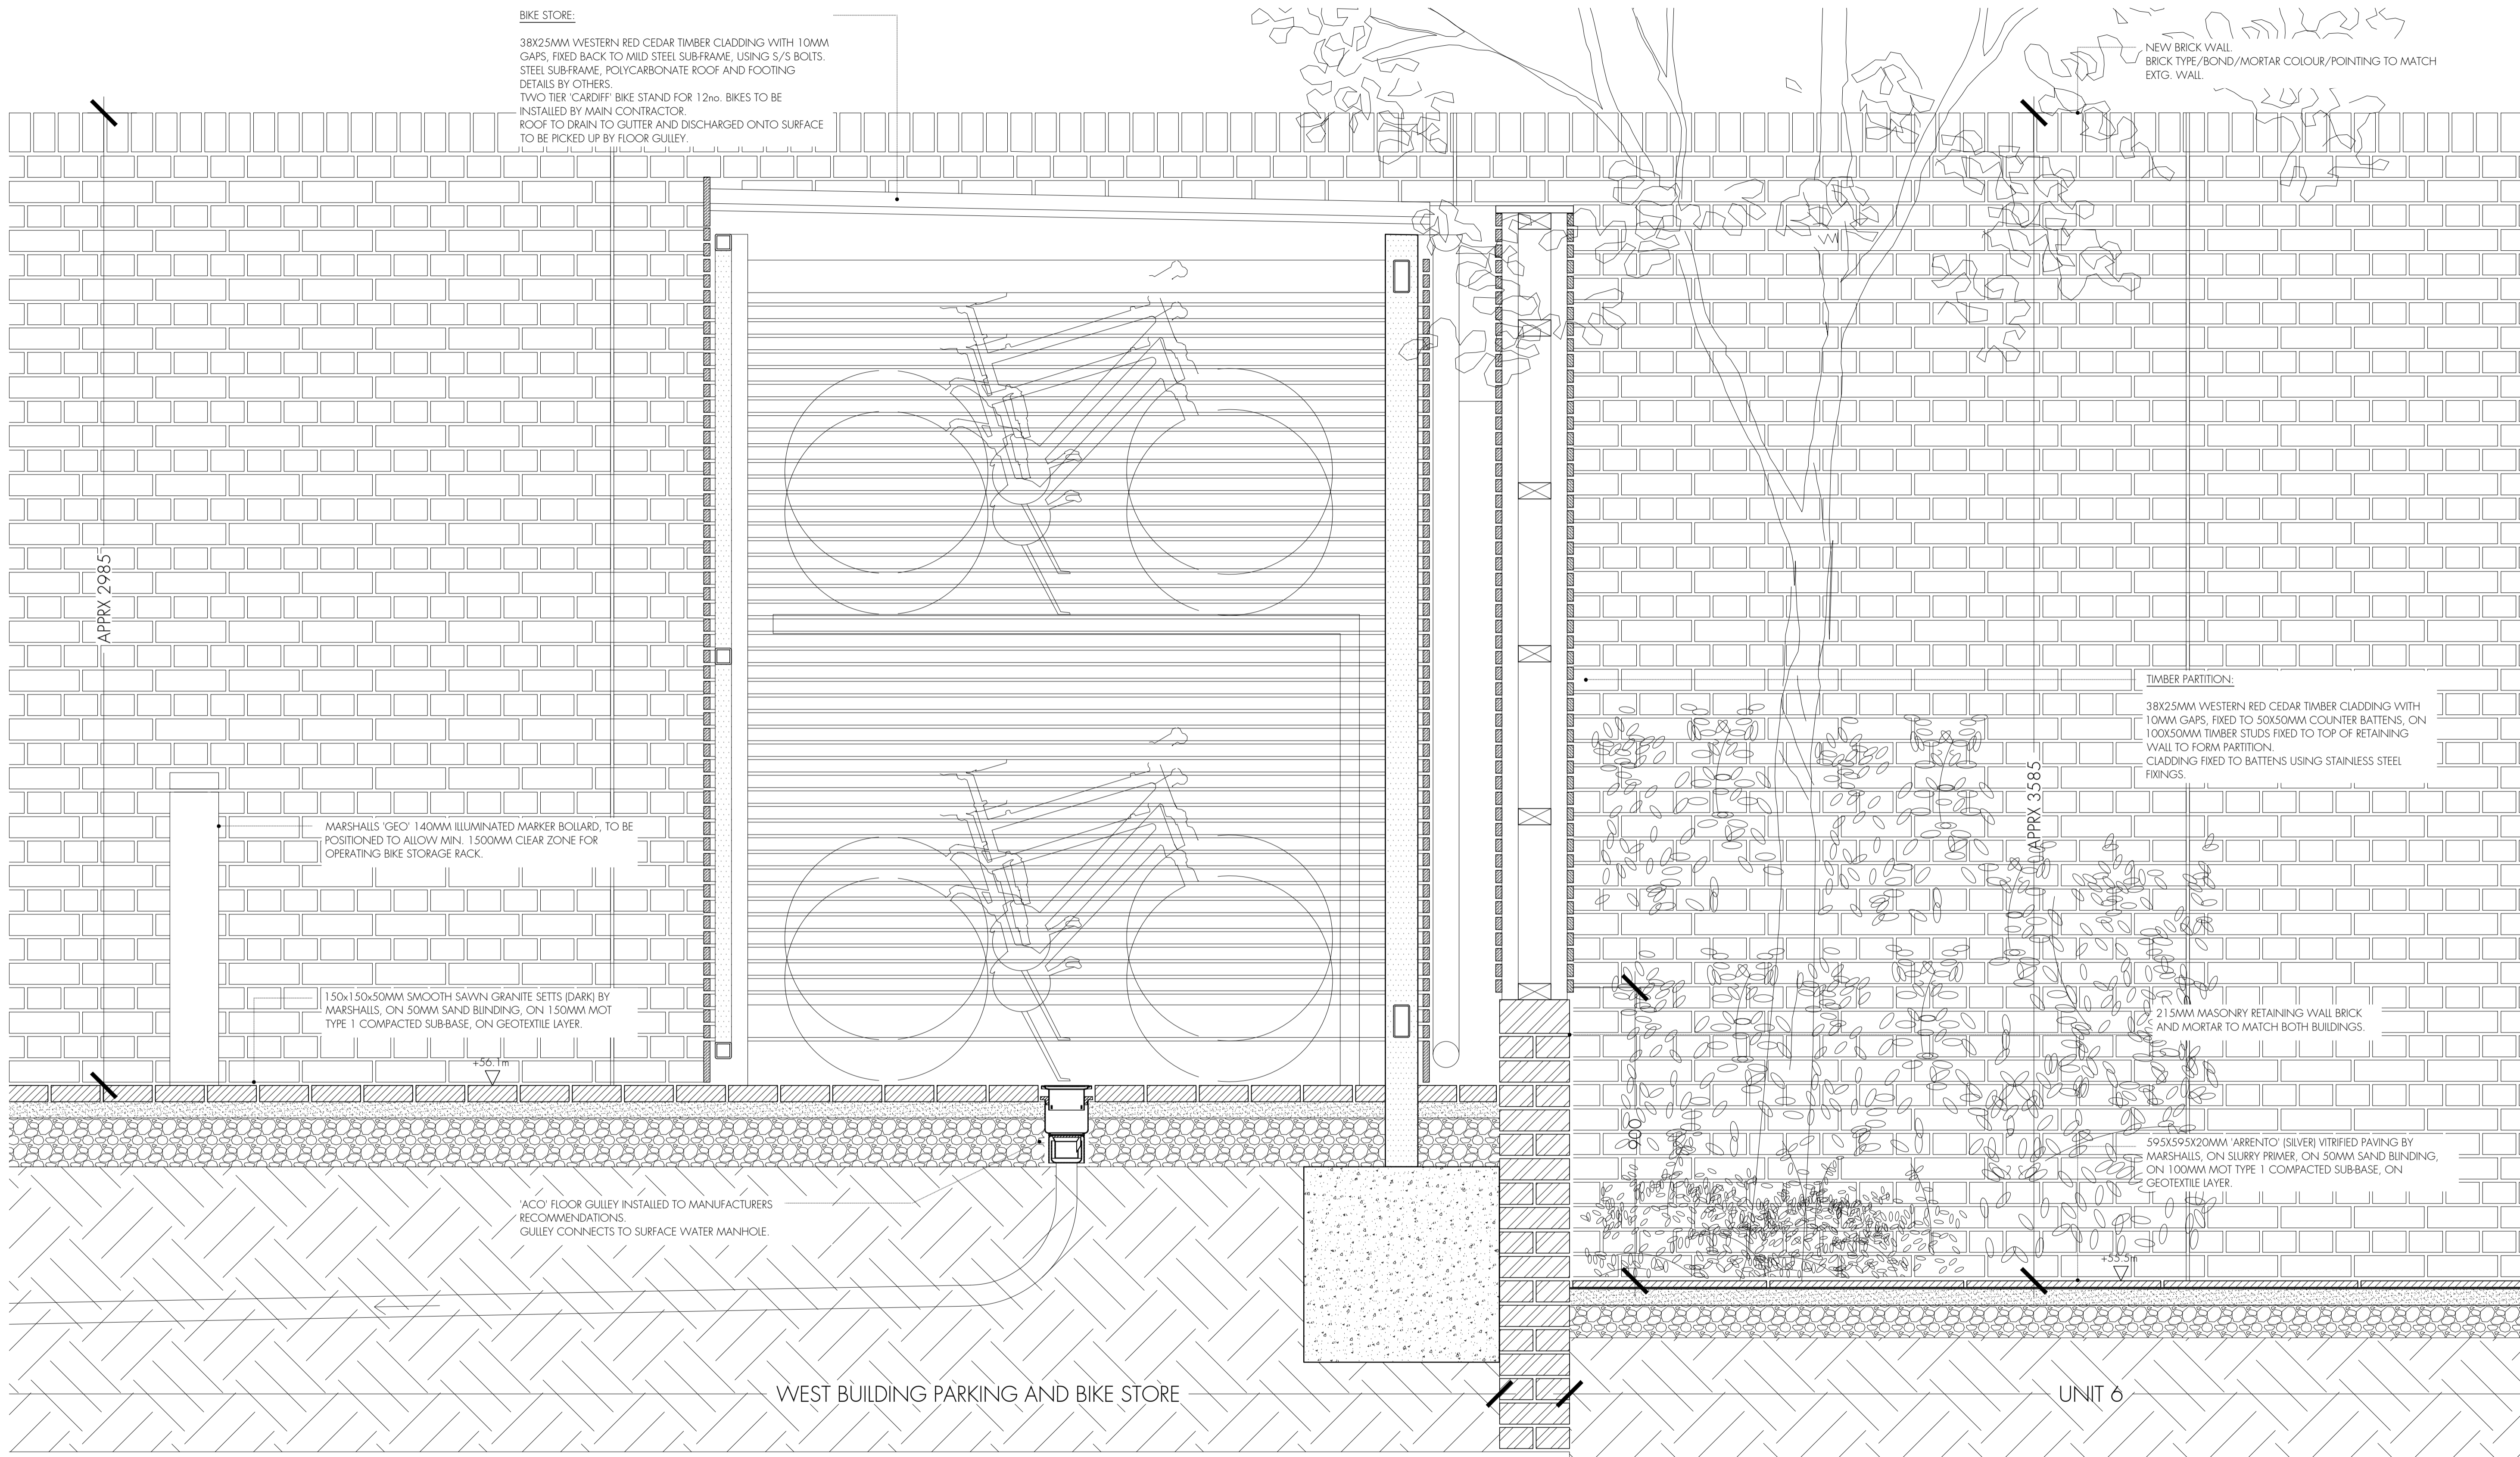 BIKE STORE:
38X25MM WESTERN RED CEDAR TIMBER CLADDING WITH 10MM
GAPS, FIXED BACK TO MILD STEEL SUB-FRAME, USING S/S BOLTS.
STEEL SUB-FRAME, POLYCARBONATE ROOF AND FOOTING
DETAILS BY OTHERS.
TWO TIER 'CARDIFF' BIKE STAND FOR 12no. BIKES TO BE
INSTALLED BY MAIN CONTRACTOR.
ROOF TO DRAIN TO GUTTER AND DISCHARGED ONTO SURFACE
TO BE PICKED UP BY FLOOR GULLEY.
NEW BRICK WALL.
BRICK TYPE/BOND/MORTAR COLOUR/POINTING TO MATCH
EXTG. WALL.
APPRX 2985
TIMBER PARTITION:
38X25MM WESTERN RED CEDAR TIMBER CLADDING WITH
10MM GAPS, FIXED TO 50X50MM COUNTER BATTENS, ON
100X50MM TIMBER STUDS FIXED TO TOP OF RETAINING
WALL TO FORM PARTITION.
CLADDING FIXED TO BATTENS USING STAINLESS STEEL
FIXINGS.
APPRX 3585
MARSHALLS 'GEO' 140MM ILLUMINATED MARKER BOLLARD, TO BE
POSITIONED TO ALLOW MIN. 1500MM CLEAR ZONE FOR
OPERATING BIKE STORAGE RACK.
150x150x50MM SMOOTH SAWN GRANITE SETTS (DARK) BY
MARSHALLS, ON 50MM SAND BLINDING, ON 150MM MOT
TYPE 1 COMPACTED SUB-BASE, ON GEOTEXTILE LAYER.
+56.1m
215MM MASONRY RETAINING WALL BRICK
AND MORTAR TO MATCH BOTH BUILDINGS.
900
595X595X20MM 'ARRENTO' (SILVER) VITRIFIED PAVING BY
MARSHALLS, ON SLURRY PRIMER, ON 50MM SAND BLINDING,
ON 100MM MOT TYPE 1 COMPACTED SUB-BASE, ON
GEOTEXTILE LAYER.
'ACO' FLOOR GULLEY INSTALLED TO MANUFACTURERS
RECOMMENDATIONS.
GULLEY CONNECTS TO SURFACE WATER MANHOLE.
+55.5m
WEST BUILDING PARKING AND BIKE STORE
UNIT 6